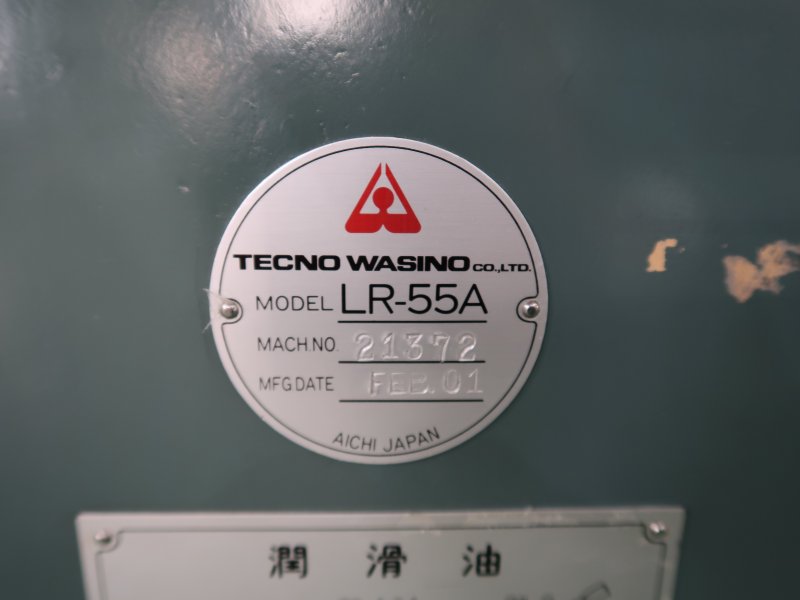 TECNO WASINO CO.,LTD.
MODEL LR-55A
MACH.NO. 21372
MFG DATE FEB.01
AICHI JAPAN
潤滑油